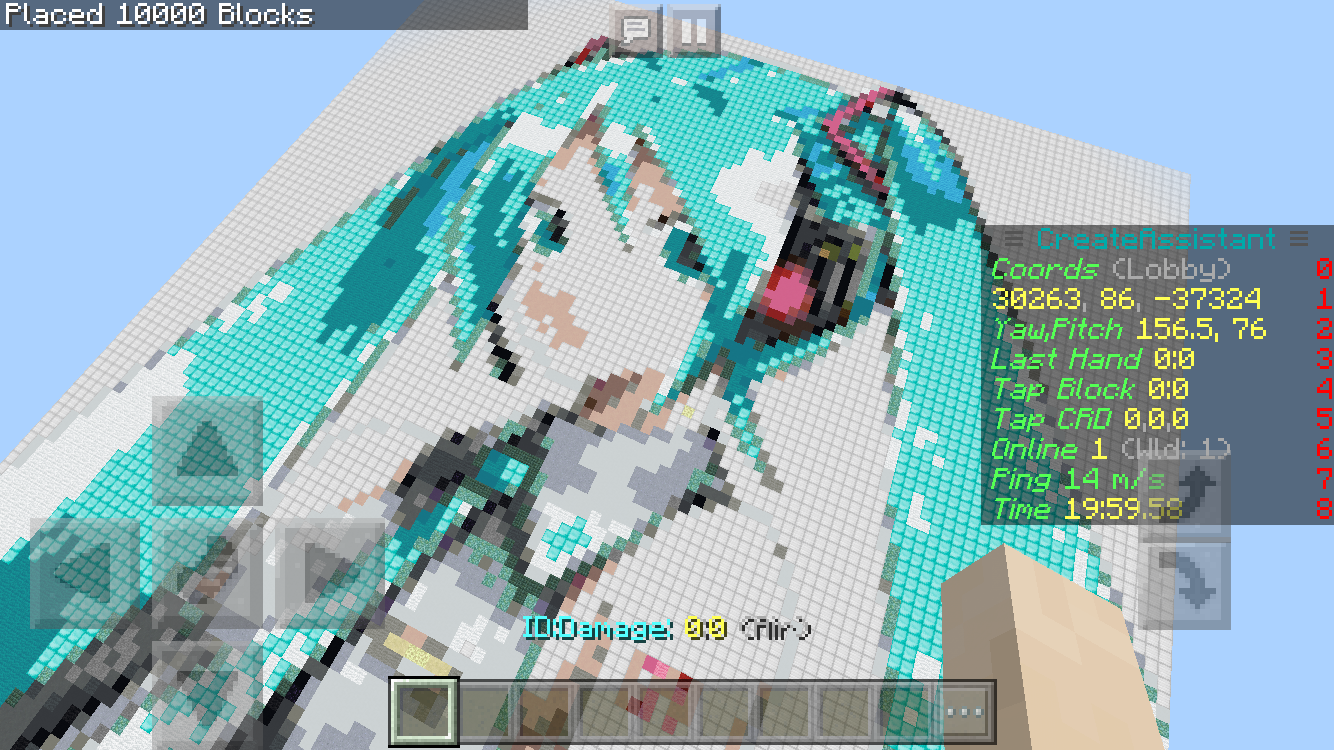 Placed 10000 Blocks
≡ CreateAssistant ≡
Coords (Lobby) 0
30263, 86, -37324 1
Yaw,Pitch 156.5, 76 2
Last Hand 0:0 3
Tap Block 0:0 4
Tap CRD 0,0,0 5
Online 1 (Wld: 1) 6
Ping 14 m/s 7
Time 19:59.58 8
ID:Damage: 0:0 (Air)
...